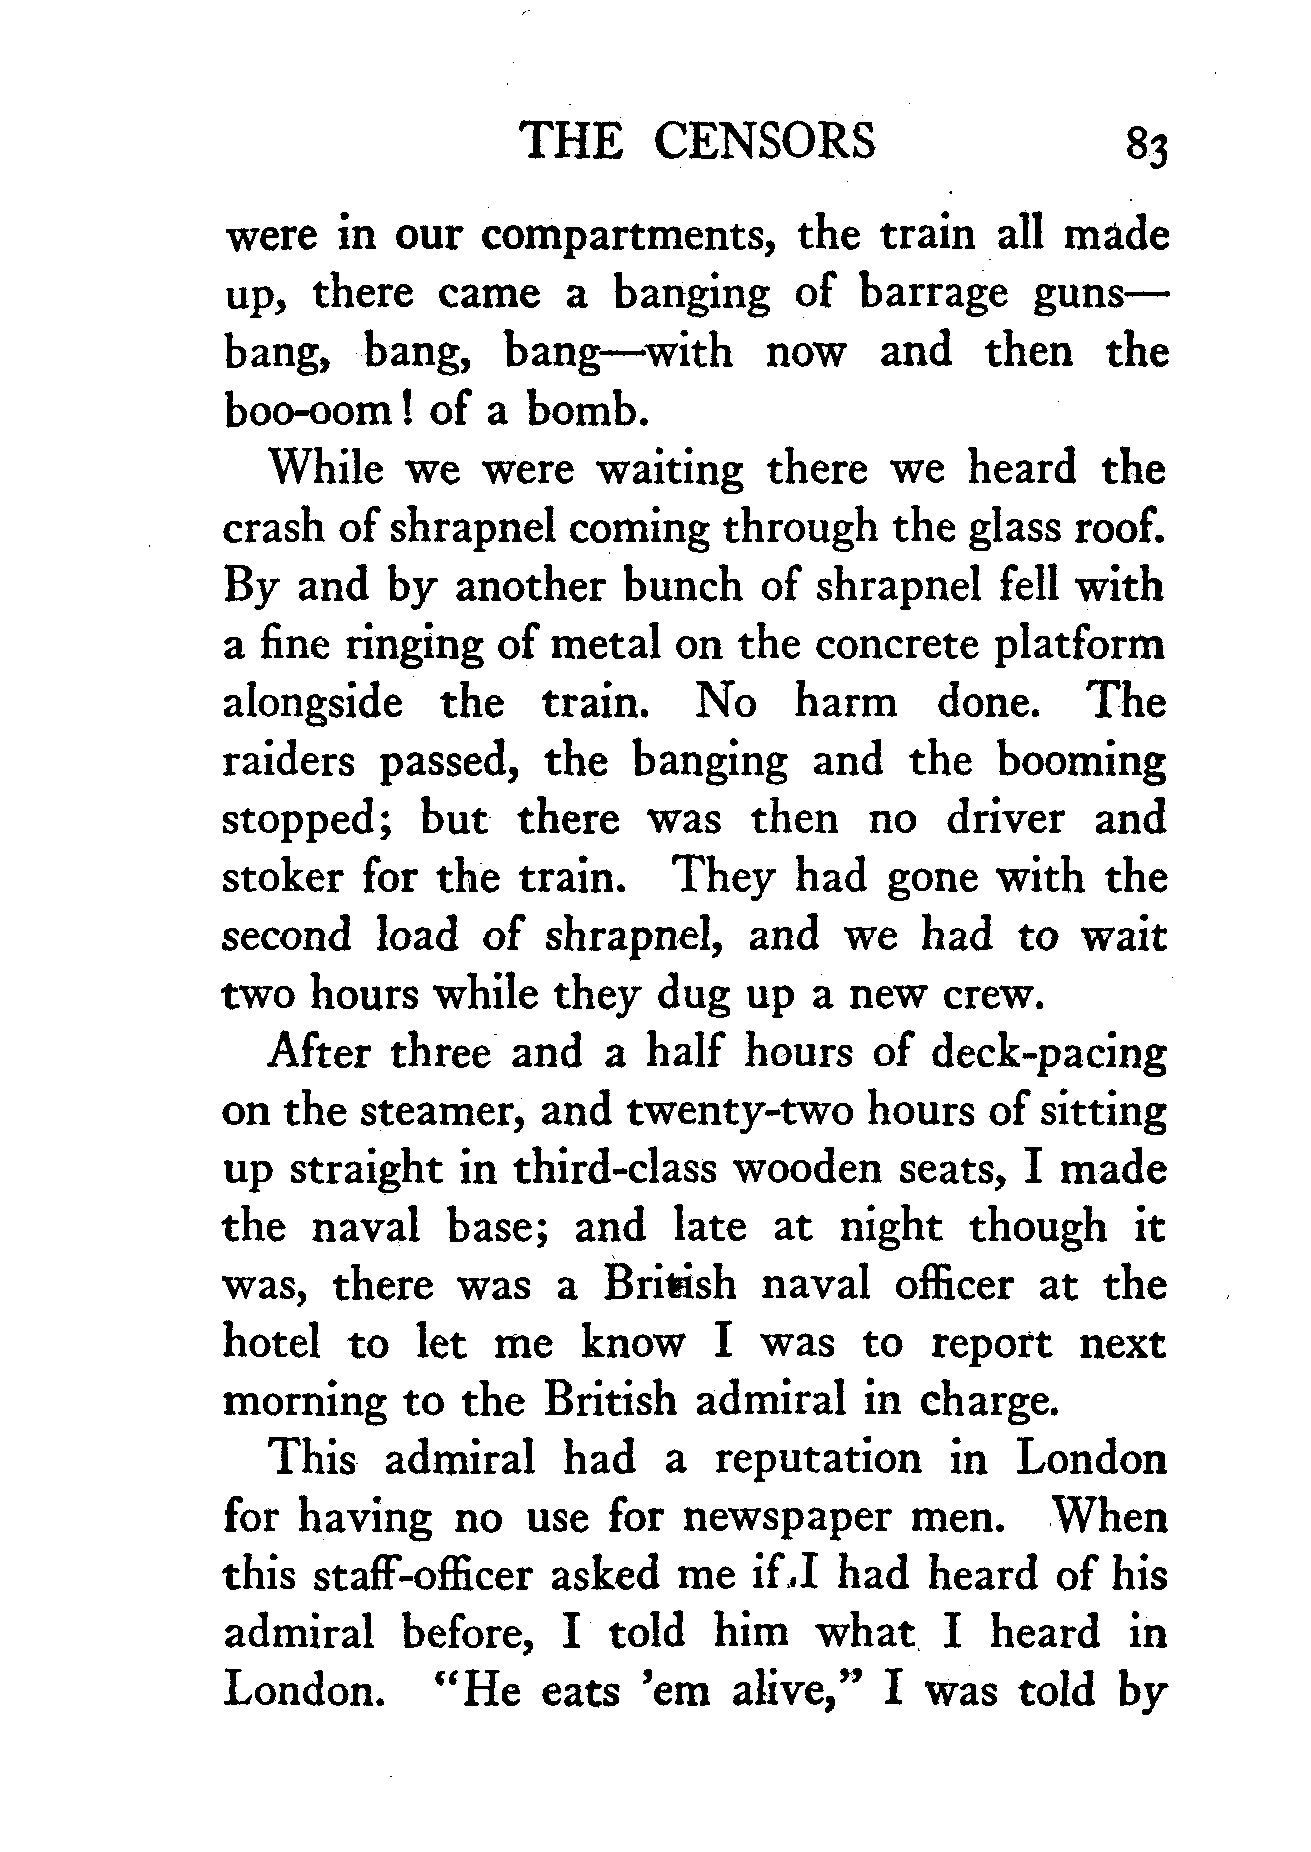 THE CENSORS 83
were in our compartments, the train all made
up, there came a banging of barrage guns—
bang, bang, bang—with now and then the
boo-oom! of a bomb.
While we were waiting there we heard the
crash of shrapnel coming through the glass roof.
By and by another bunch of shrapnel fell with
a fine ringing of metal on the concrete platform
alongside the train. No harm done. The
raiders passed, the banging and the booming
stopped; but there was then no driver and
stoker for the train. They had gone with the
second load of shrapnel, and we had to wait
two hours while they dug up a new crew.
After three and a half hours of deck-pacing
on the steamer, and twenty-two hours of sitting
up straight in third-class wooden seats, I made
the naval base; and late at night though it
was, there was a British naval officer at the
hotel to let me know I was to report next
morning to the British admiral in charge.
This admiral had a reputation in London
for having no use for newspaper men. When
this staff-officer asked me if I had heard of his
admiral before, I told him what I heard in
London. "He eats 'em alive," I was told by